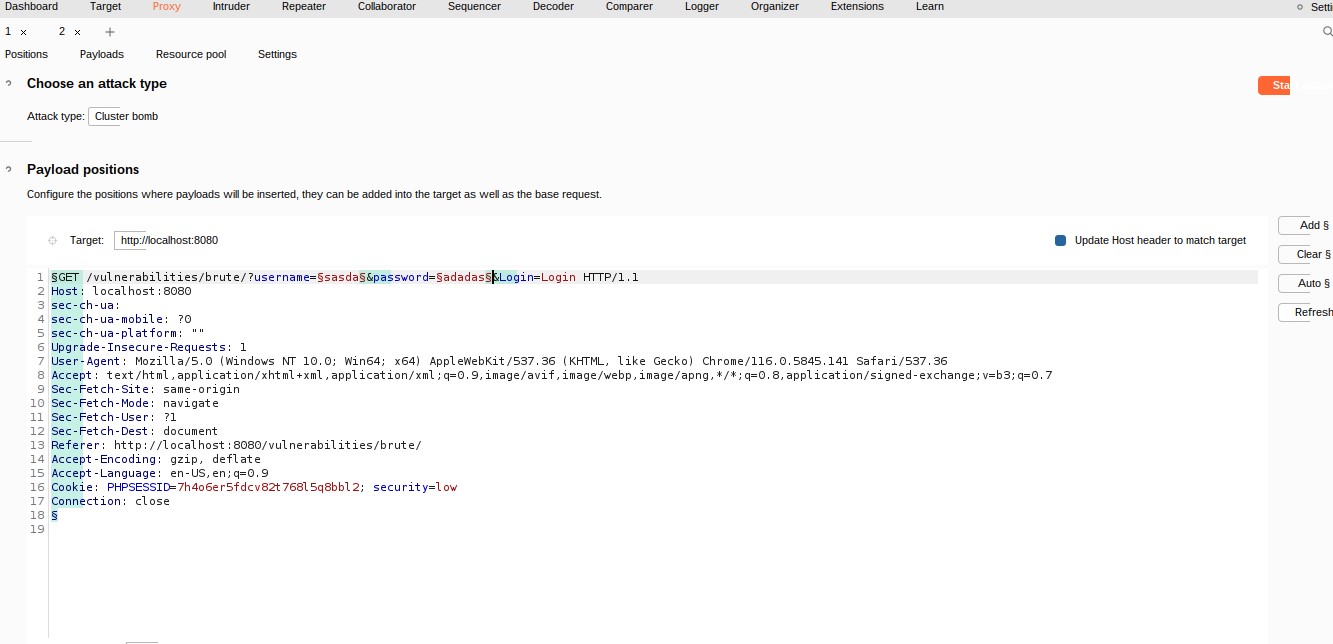 Dashboard Target Proxy Intruder Repeater Collaborator Sequencer Decoder Comparer Logger Organizer Extensions Learn Setti
1 × 2 × +
Positions Payloads Resource pool Settings
? Choose an attack type
Sta
Attack type: Cluster bomb
? Payload positions
Configure the positions where payloads will be inserted, they can be added into the target as well as the base request.
Target: http://localhost:8080 Update Host header to match target
Add §
Clear §
Auto §
Refresh
1 §GET /vulnerabilities/brute/?username=§sasda§&password=§adadas§&Login=Login HTTP/1.1
2 Host: localhost:8080
3 sec-ch-ua:
4 sec-ch-ua-mobile: ?0
5 sec-ch-ua-platform: ""
6 Upgrade-Insecure-Requests: 1
7 User-Agent: Mozilla/5.0 (Windows NT 10.0; Win64; x64) AppleWebKit/537.36 (KHTML, like Gecko) Chrome/116.0.5845.141 Safari/537.36
8 Accept: text/html,application/xhtml+xml,application/xml;q=0.9,image/avif,image/webp,image/apng,*/*;q=0.8,application/signed-exchange;v=b3;q=0.7
9 Sec-Fetch-Site: same-origin
10 Sec-Fetch-Mode: navigate
11 Sec-Fetch-User: ?1
12 Sec-Fetch-Dest: document
13 Referer: http://localhost:8080/vulnerabilities/brute/
14 Accept-Encoding: gzip, deflate
15 Accept-Language: en-US,en;q=0.9
16 Cookie: PHPSESSID=7h4o6er5fdcv82t768l5q8bbl2; security=low
17 Connection: close
18 §
19